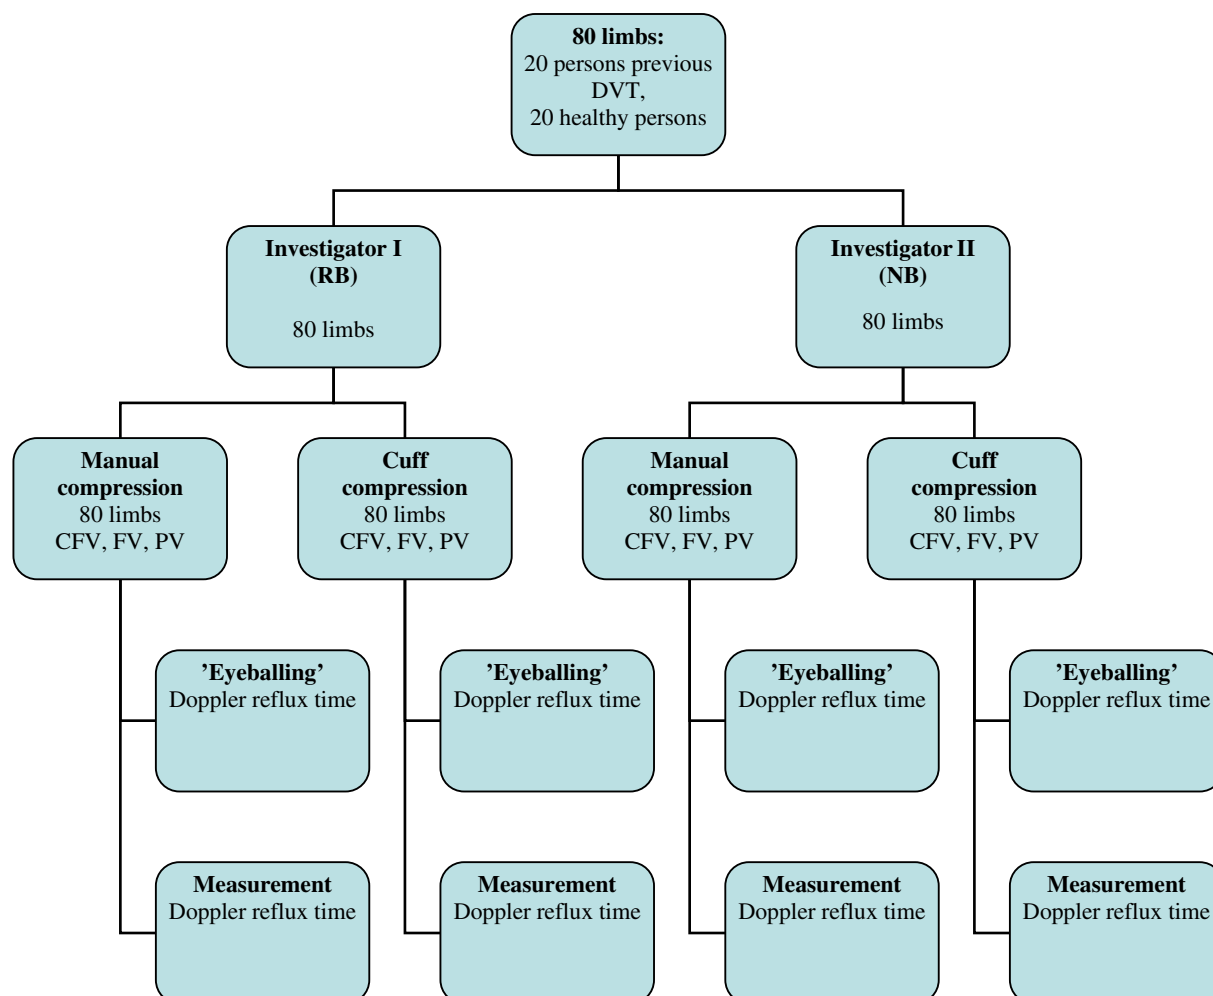 80 limbs:
20 persons previous
DVT,
20 healthy persons
Investigator I
(RB)
80 limbs
Investigator II
(NB)
80 limbs
Manual
compression
80 limbs
CFV, FV, PV
Cuff
compression
80 limbs
CFV, FV, PV
Manual
compression
80 limbs
CFV, FV, PV
Cuff
compression
80 limbs
CFV, FV, PV
’Eyeballing’
Doppler reflux time
’Eyeballing’
Doppler reflux time
’Eyeballing’
Doppler reflux time
’Eyeballing’
Doppler reflux time
Measurement
Doppler reflux time
Measurement
Doppler reflux time
Measurement
Doppler reflux time
Measurement
Doppler reflux time